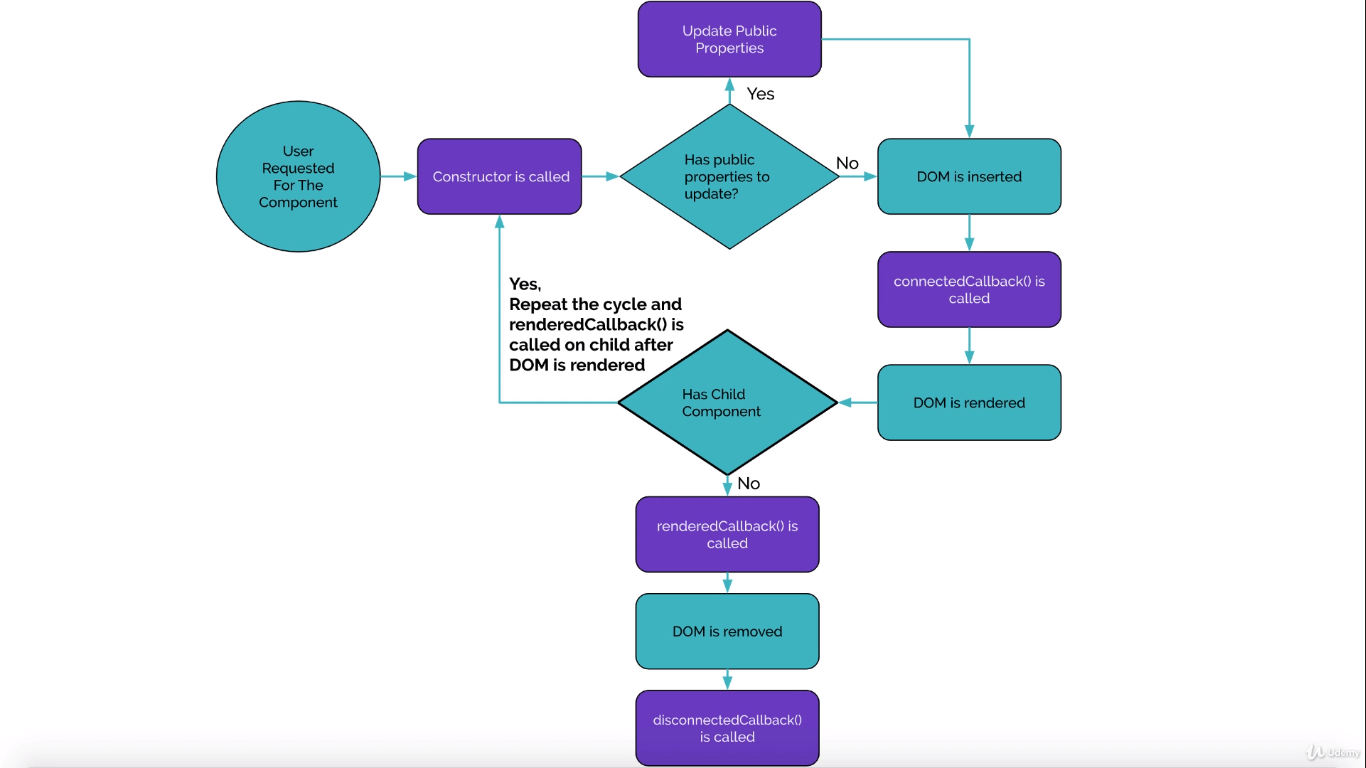 Update Public
Properties
Yes
User
Requested
For The
Component
Constructor is called
Has public
properties to
update?
No
DOM is inserted
connectedCallback() is
called
Yes,
Repeat the cycle and
renderedCallback() is
called on child after
DOM is rendered
Has Child
Component
DOM is rendered
No
renderedCallback() is
called
DOM is removed
disconnectedCallback()
is called
Udemy